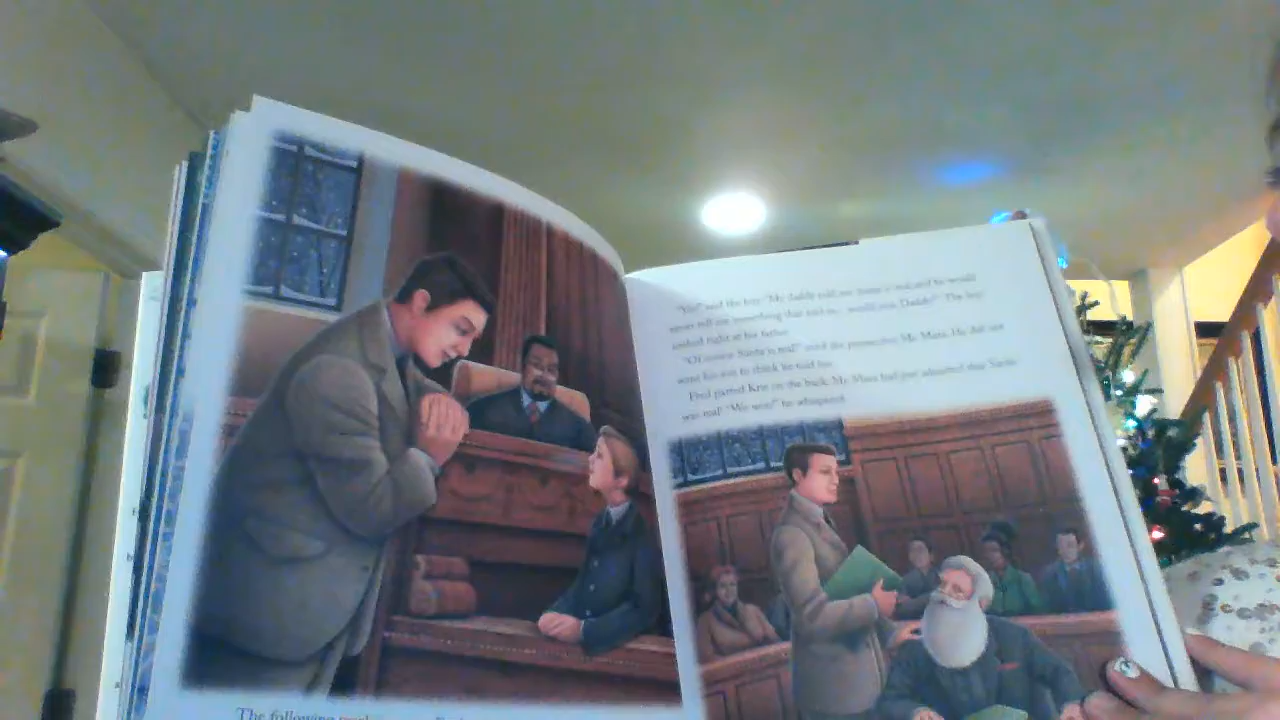 The following
"Yes!" said the boy. "My daddy told me Santa is real, and he would
never tell me something that isn't so—would you, Daddy?" The boy
looked right at his father.
"Of course Santa is real!" cried the prosecutor, Mr. Mara. He did not
want his son to think he told lies.
Fred patted Kris on the back. Mr. Mara had just admitted that Santa
was real! "We won!" he whispered.